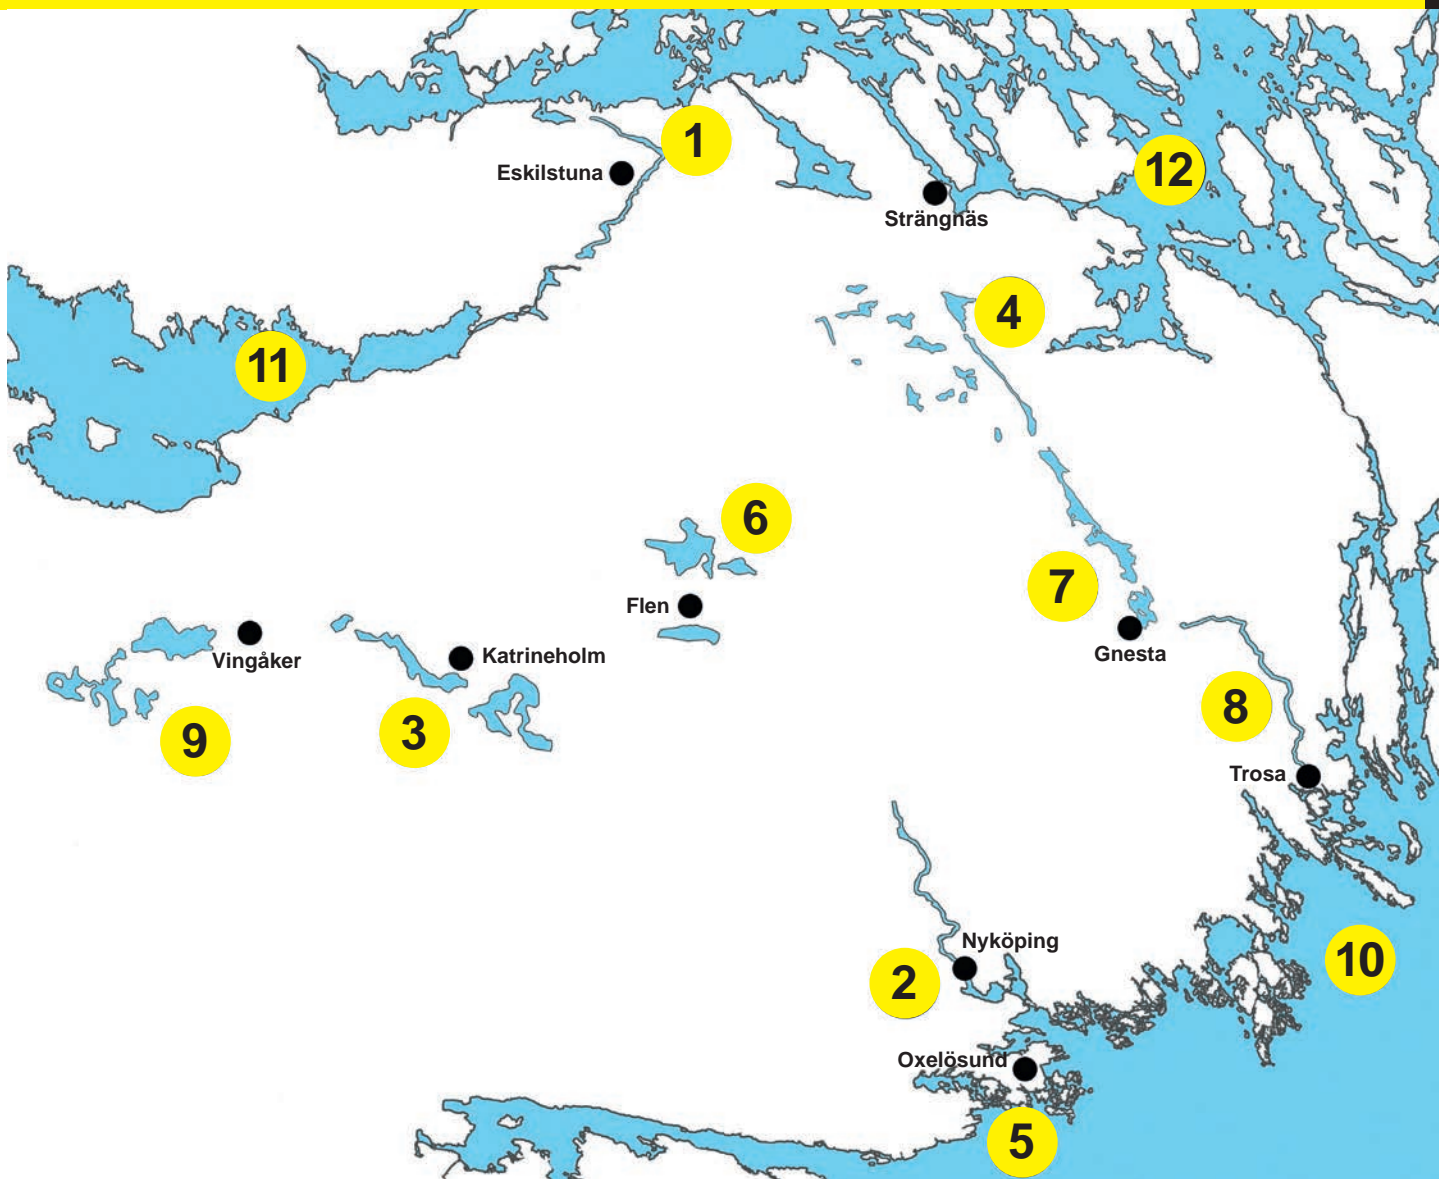 1
Eskilstuna
12
Strängnäs
4
11
6
7
Flen
Vingåker
Katrineholm
Gnesta
8
3
9
Trosa
Nyköping
10
2
Oxelösund
5